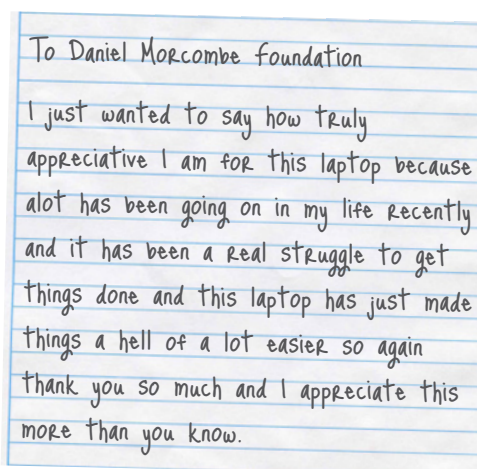 To Daniel Morcombe foundation
I just wanted to say how truly
appreciative I am for this laptop because
alot has been going on in my life recently
and it has been a real struggle to get
things done and this laptop has just made
things a hell of a lot easier so again
thank you so much and I appreciate this
more than you know.